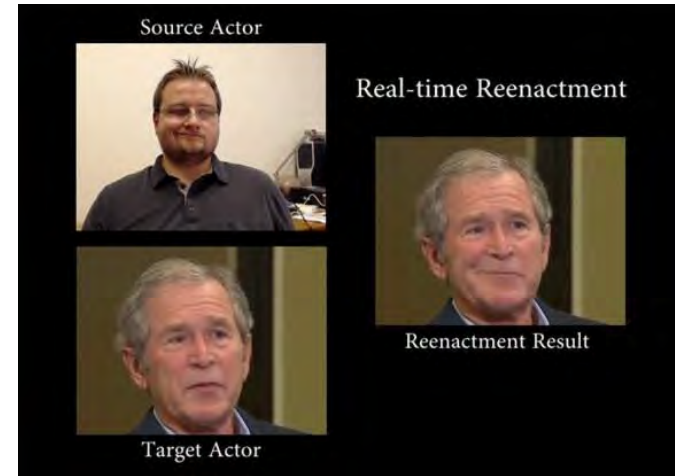 Source Actor
Real-time Reenactment
Reenactment Result
Target Actor